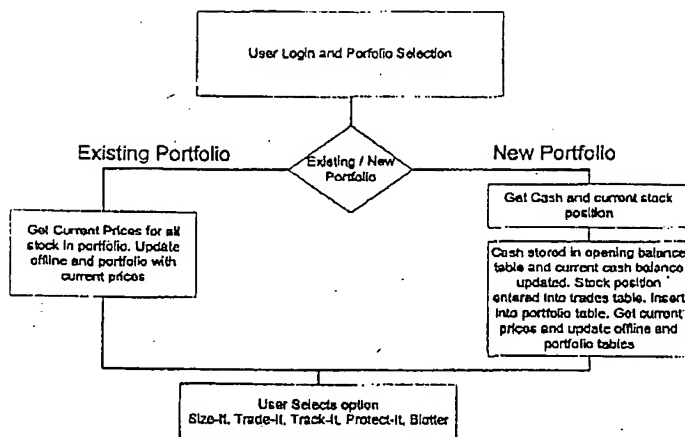 User Login and Porfolio Selection
Existing Portfolio
Existing / New
Portfolio
New Portfolio
Get Cash and current stock
position
Get Current Prices for all
stock in portfolio. Update
offline and portfolio with
current prices
Cash stored in opening balance
table and current cash balance
updated. Stock position
entered into trades table. Insert
into portfolio table. Get current
prices and update offline and
portfolio tables
User Selects option
Size-it, Trade-it, Track-it, Protect-it, Blotter